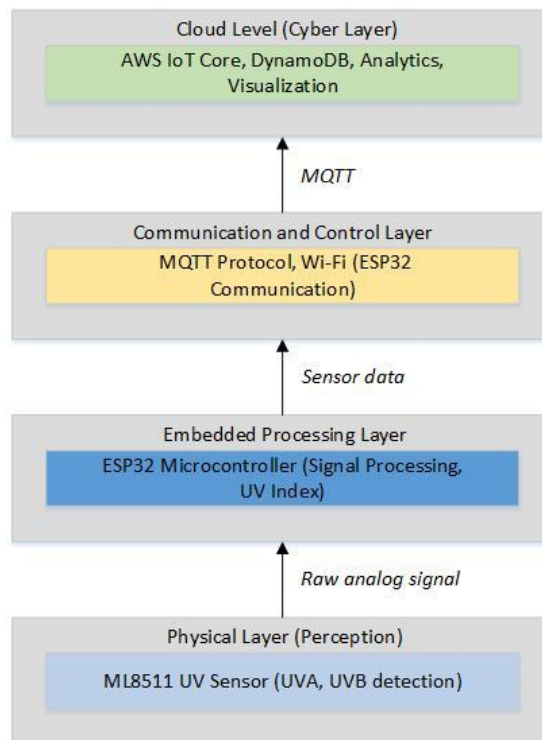 Cloud Level (Cyber Layer)
AWS IoT Core, DynamoDB, Analytics,
Visualization
MQTT
Communication and Control Layer
MQTT Protocol, Wi-Fi (ESP32
Communication)
Sensor data
Embedded Processing Layer
ESP32 Microcontroller (Signal Processing,
UV Index)
Raw analog signal
Physical Layer (Perception)
ML8511 UV Sensor (UVA, UVB detection)